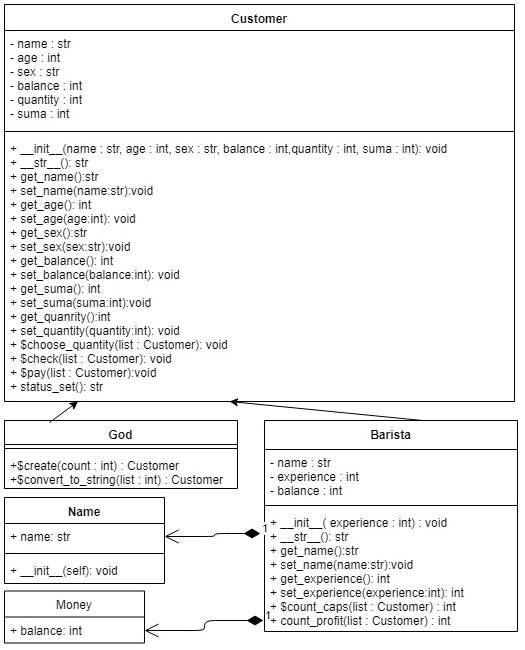 Customer
- name : str
- age : int
- sex : str
- balance : int
- quantity : int
- suma : int
+ __init__(name : str, age : int, sex : str, balance : int,quantity : int, suma : int): void
+ __str__(): str
+ get_name():str
+ set_name(name:str):void
+ get_age(): int
+ set_age(age:int): void
+ get_sex():str
+ set_sex(sex:str):void
+ get_balance(): int
+ set_balance(balance:int): void
+ get_suma(): int
+ set_suma(suma:int):void
+ get_quanrity():int
+ set_quantity(quantity:int): void
+ $choose_qunantity(list : Customer): void
+ $check(list : Customer): void
+ $pay(list : Customer):void
+ status_set(): str
God
+$create(count : int) : Customer
+$convert_to_string(list : int) : Customer
Barista
- name : str
- experience : int
- balance : int
+ __init__( experience : int) : void
+ __str__(): str
+ get_name():str
+ set_name(name:str):void
+ get_experience(): int
+ set_experience(experience:int): int
+ $count_caps(list : Customer) : int
+ count_profit(list : Customer) : int
Name
+ name: str
+ __init__(self): void
1
Money
+ balance: int
1